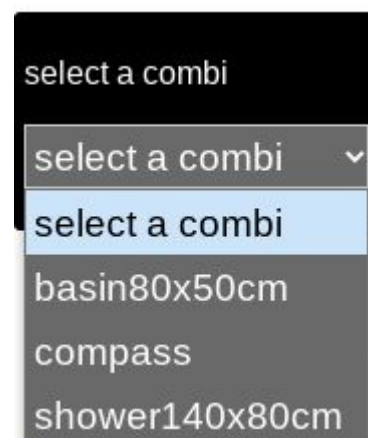 select a combi
select a combi
select a combi
basin80x50cm
compass
shower140x80cm